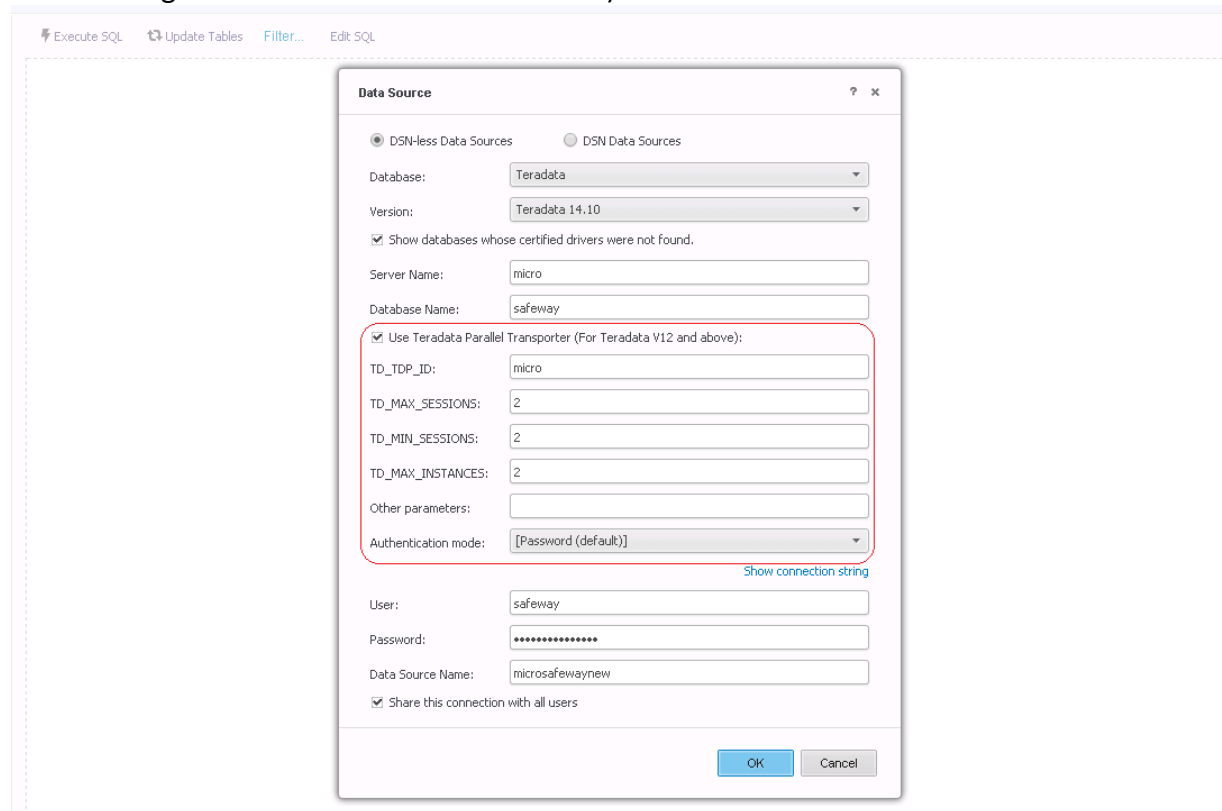 Execute SQL Update Tables Filter... Edit SQL
Data Source ? x
DSN-less Data Sources DSN Data Sources
Database: Teradata
Version: Teradata 14.10
Show databases whose certified drivers were not found.
Server Name: micro
Database Name: safeway
Use Teradata Parallel Transporter (For Teradata V12 and above):
TD_TDP_ID: micro
TD_MAX_SESSIONS: 2
TD_MIN_SESSIONS: 2
TD_MAX_INSTANCES: 2
Other parameters:
Authentication mode: [Password (default)]
Show connection string
User: safeway
Password: •••••••••••••••
Data Source Name: microsafewaynew
Share this connection with all users
OK Cancel